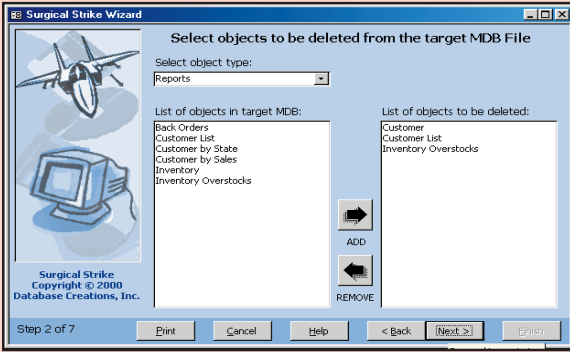 Surgical Strike Wizard
Select objects to be deleted from the target MDB File
Select object type:
Reports
List of objects in target MDB:
Back Orders
Customer List
Customer by State
Customer by Sales
Inventory
Inventory Overstocks
List of objects to be deleted:
Customer
Customer List
Inventory Overstocks
ADD
REMOVE
Surgical Strike
Copyright © 2000
Database Creations, Inc.
Step 2 of 7
Print
Cancel
Help
< Back
Next >
Finish